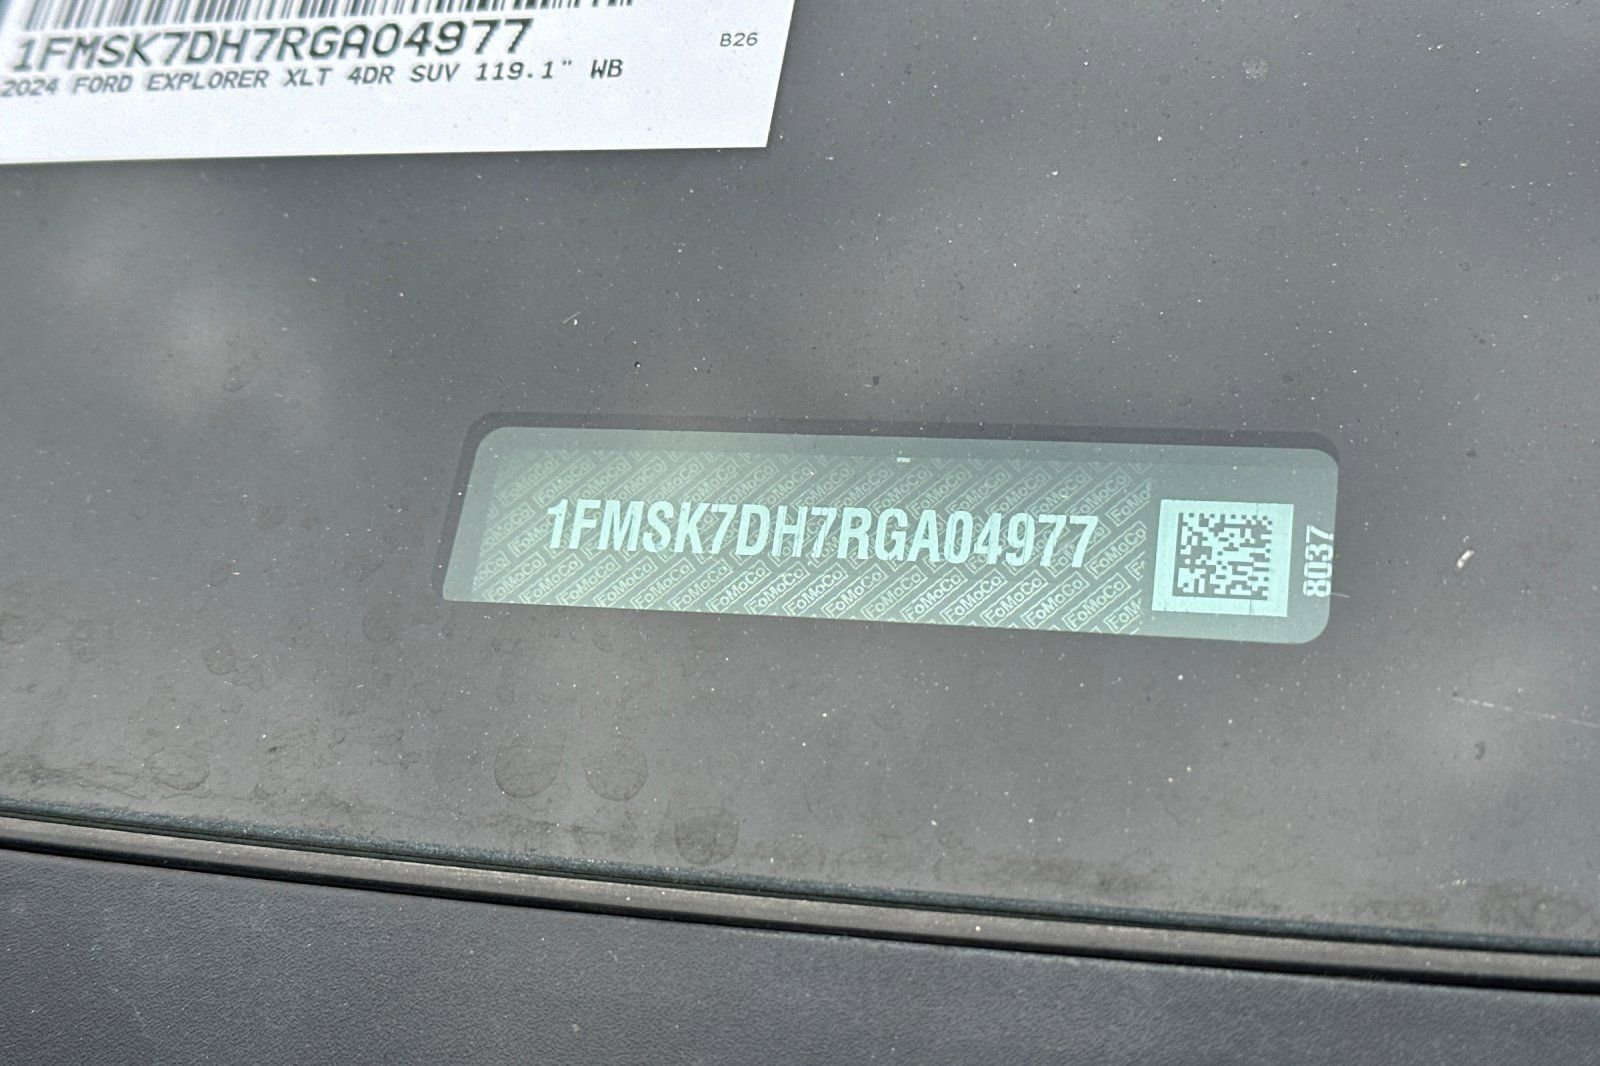 1FMSK7DH7RGA04977
B26
2024 FORD EXPLORER XLT 4DR SUV 119.1" WB
1FMSK7DH7RGA04977
8037